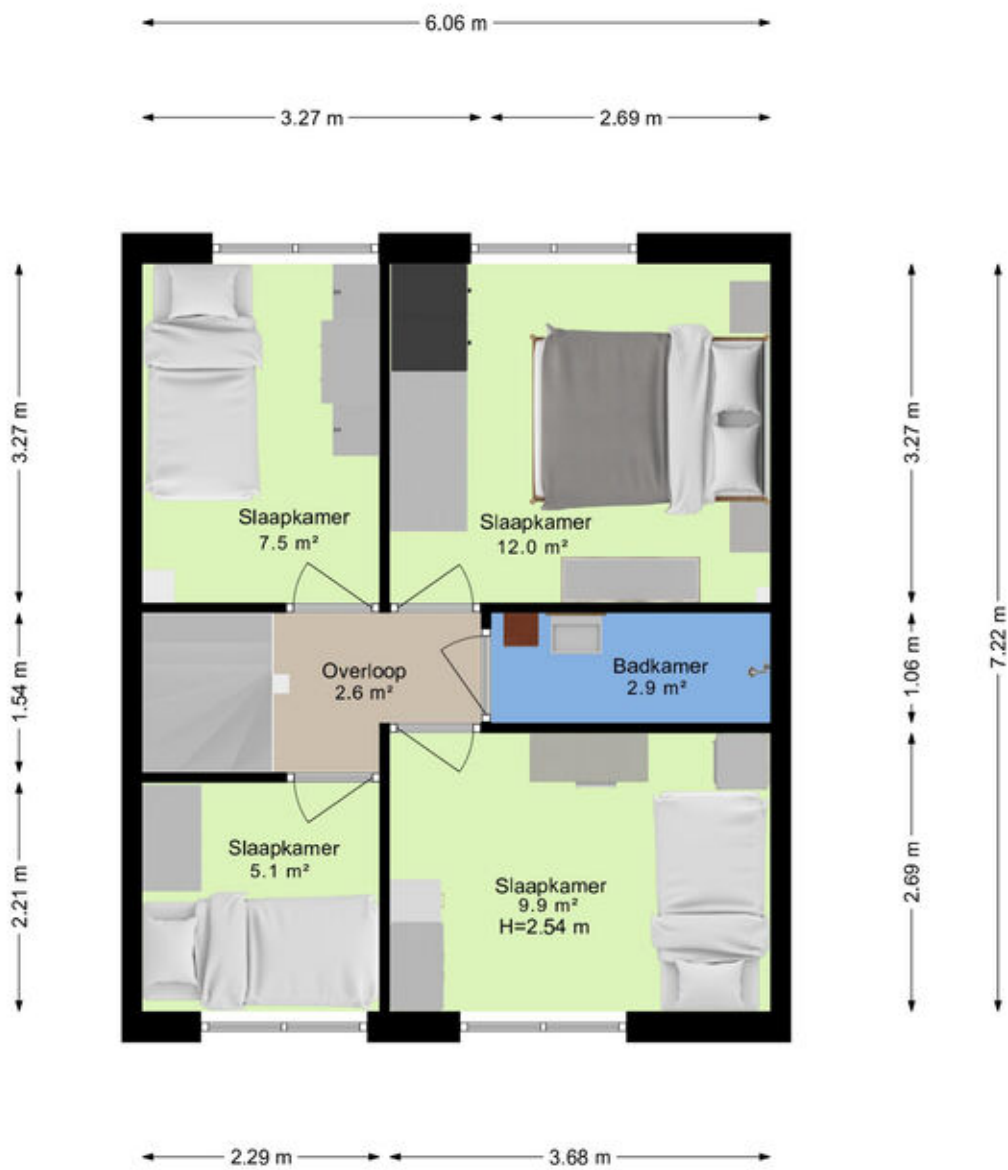 6.06 m
3.27 m
2.69 m
3.27 m
3.27 m
7.22 m
Slaapkamer
7.5 m²
Slaapkamer
12.0 m²
1.54 m
Overloop
2.6 m²
Badkamer
2.9 m²
1.06 m
2.21 m
Slaapkamer
5.1 m²
Slaapkamer
9.9 m²
H=2.54 m
2.69 m
2.29 m
3.68 m